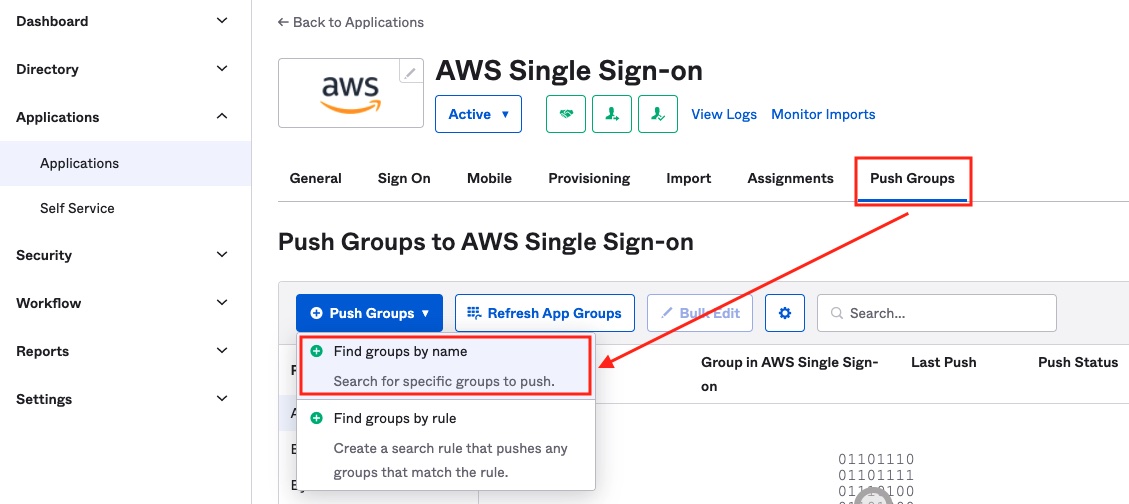 Dashboard
Directory
Applications
Applications
Self Service
Security
Workflow
Reports
Settings
← Back to Applications
aws
AWS Single Sign-on
Active ▼
View Logs Monitor Imports
General Sign On Mobile Provisioning Import Assignments Push Groups
Push Groups to AWS Single Sign-on
Push Groups ▼ Refresh App Groups Bulk Edit Search...
Find groups by name
Search for specific groups to push.
Find groups by rule
Create a search rule that pushes any
groups that match the rule.
By
Group in AWS Single Sign-
on
Last Push
Push Status
01101110
01101111